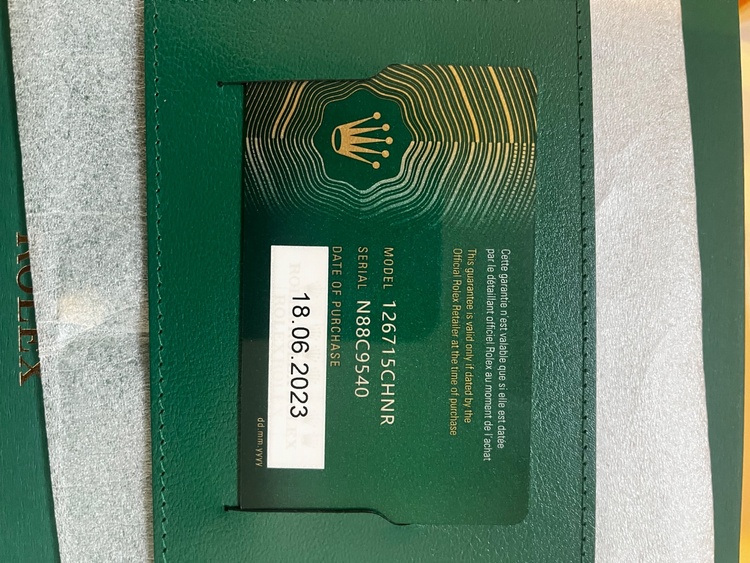 Cette garantie n'est valable que si elle est datée
par le détaillant officiel Rolex au moment de l'achat
This guarantee is valid only if dated by the
Official Rolex Retailer at the time of purchase
MODEL 126715CHNR
SERIAL N88C9540
DATE OF PURCHASE
18.06.2023
dd.mm.yyyy
ROLEX